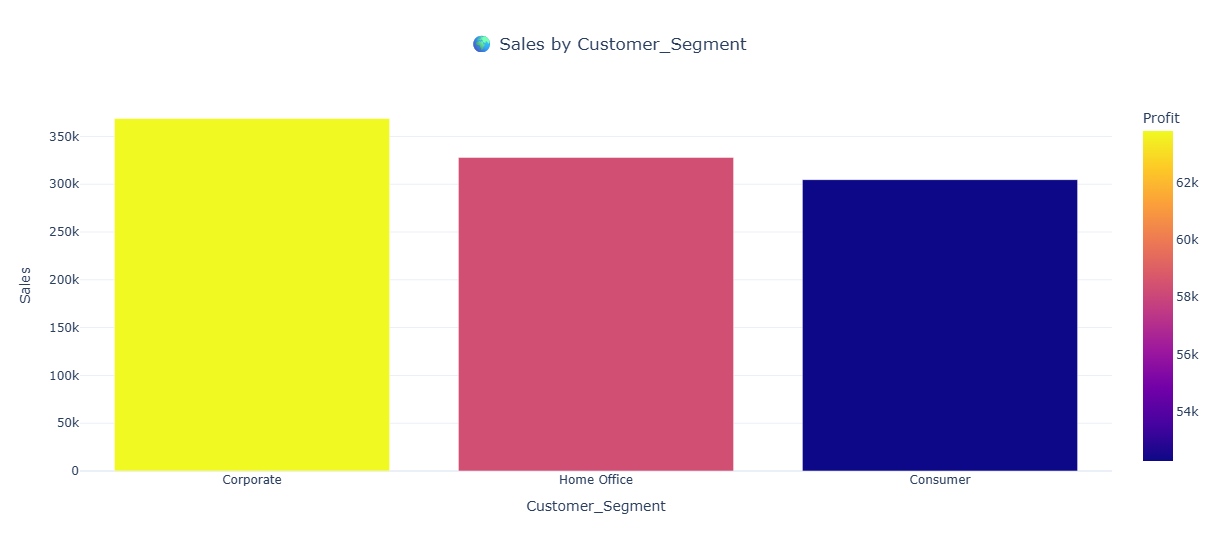 🌍 Sales by Customer_Segment
Profit
350k
300k
250k
200k
150k
100k
50k
0
Sales
Corporate
Home Office
Consumer
Customer_Segment
62k
60k
58k
56k
54k